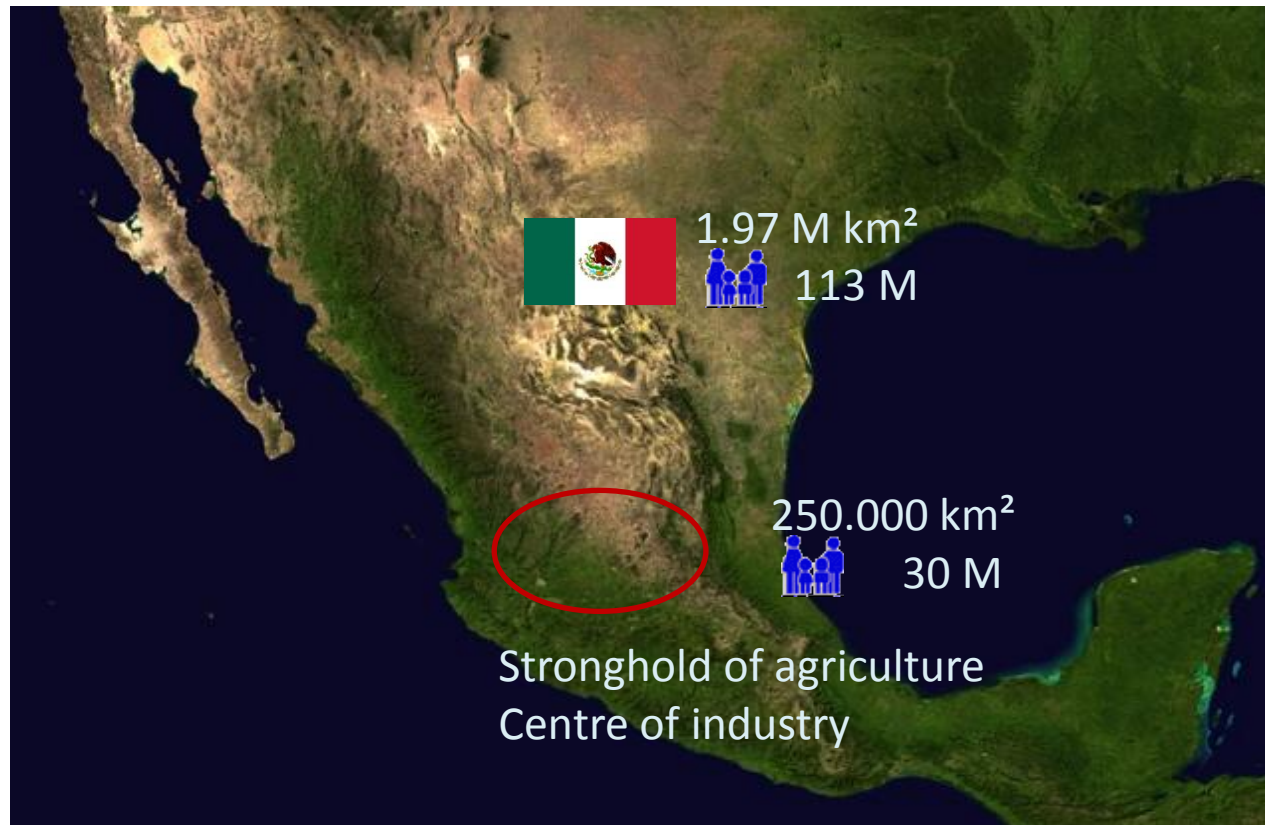 1.97 M km²
113 M
250.000 km²
30 M
Stronghold of agriculture
Centre of industry